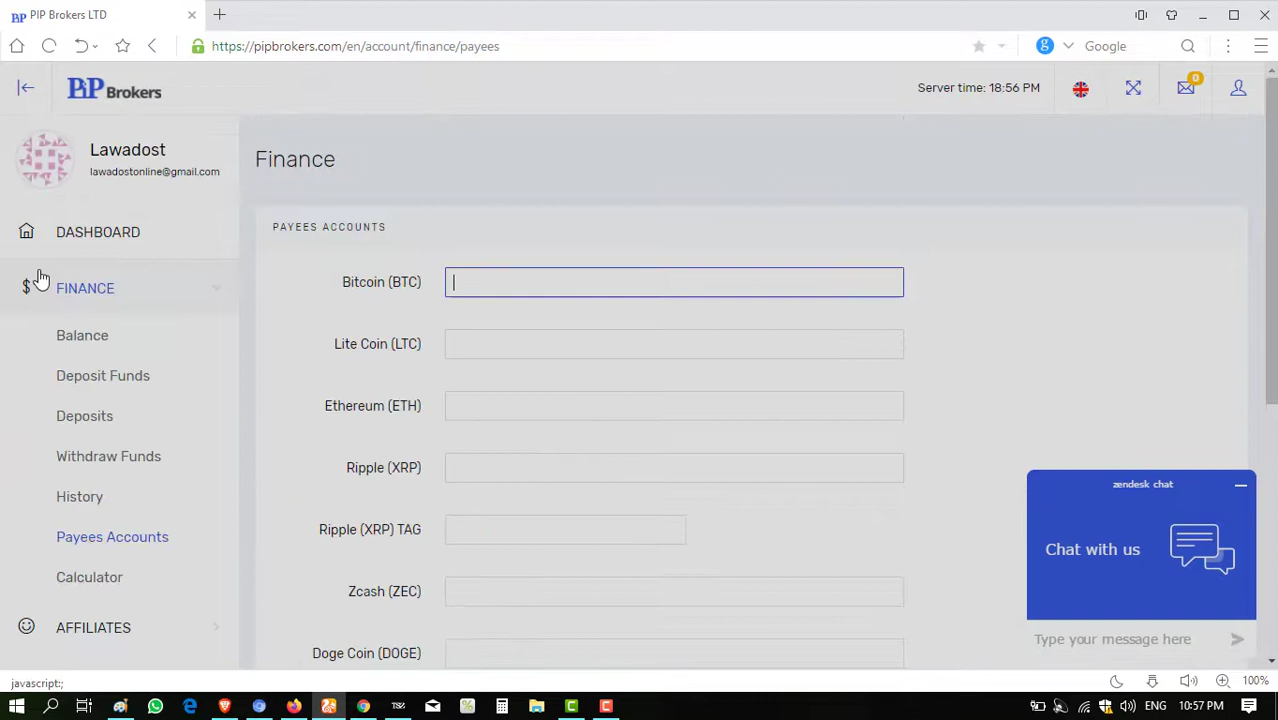 PIP Brokers LTD
https://pipbrokers.com/en/account/finance/payees
Google
PiP Brokers
Server time: 18:56 PM
0
Lawadost
lawadostonline@gmail.com
DASHBOARD
FINANCE
Balance
Deposit Funds
Deposits
Withdraw Funds
History
Payees Accounts
Calculator
AFFILIATES
Finance
PAYEES ACCOUNTS
Bitcoin (BTC)
Lite Coin (LTC)
Ethereum (ETH)
Ripple (XRP)
Ripple (XRP) TAG
Zcash (ZEC)
Doge Coin (DOGE)
zendesk chat
Chat with us
Type your message here
javascript:;
100%
ENG
10:57 PM